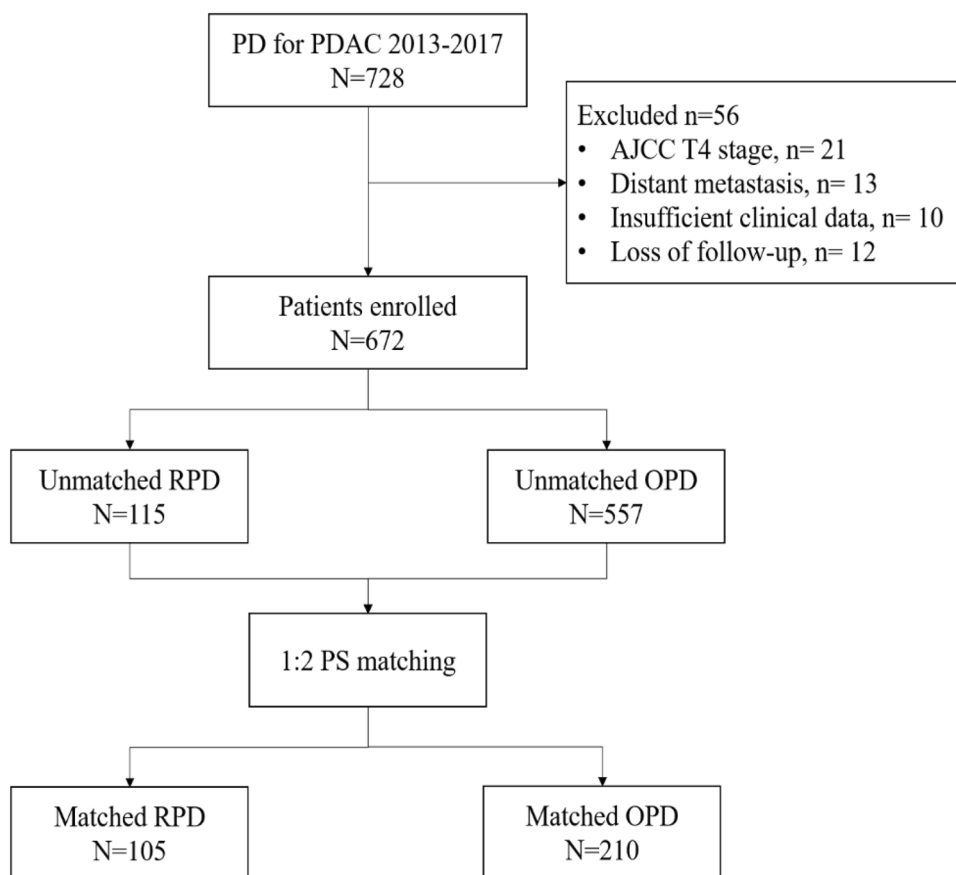 PD for PDAC 2013-2017
N=728
Excluded n=56
• AJCC T4 stage, n= 21
• Distant metastasis, n= 13
• Insufficient clinical data, n= 10
• Loss of follow-up, n= 12
Patients enrolled
N=672
Unmatched RPD
N=115
Unmatched OPD
N=557
1:2 PS matching
Matched RPD
N=105
Matched OPD
N=210